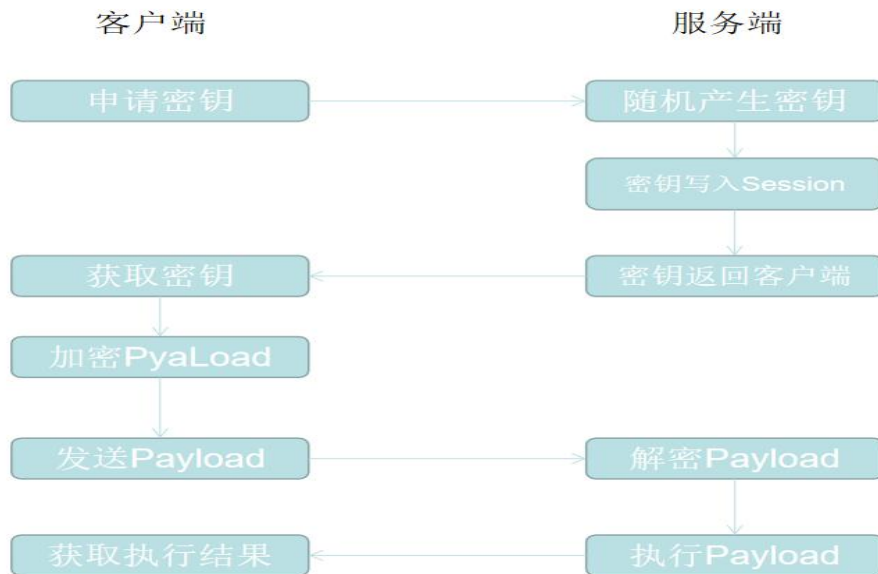 客户端 服务端
申请密钥 随机产生密钥
密钥写入Session
获取密钥 密钥返回客户端
加密PyaLoad
发送Payload 解密Payload
获取执行结果 执行Payload